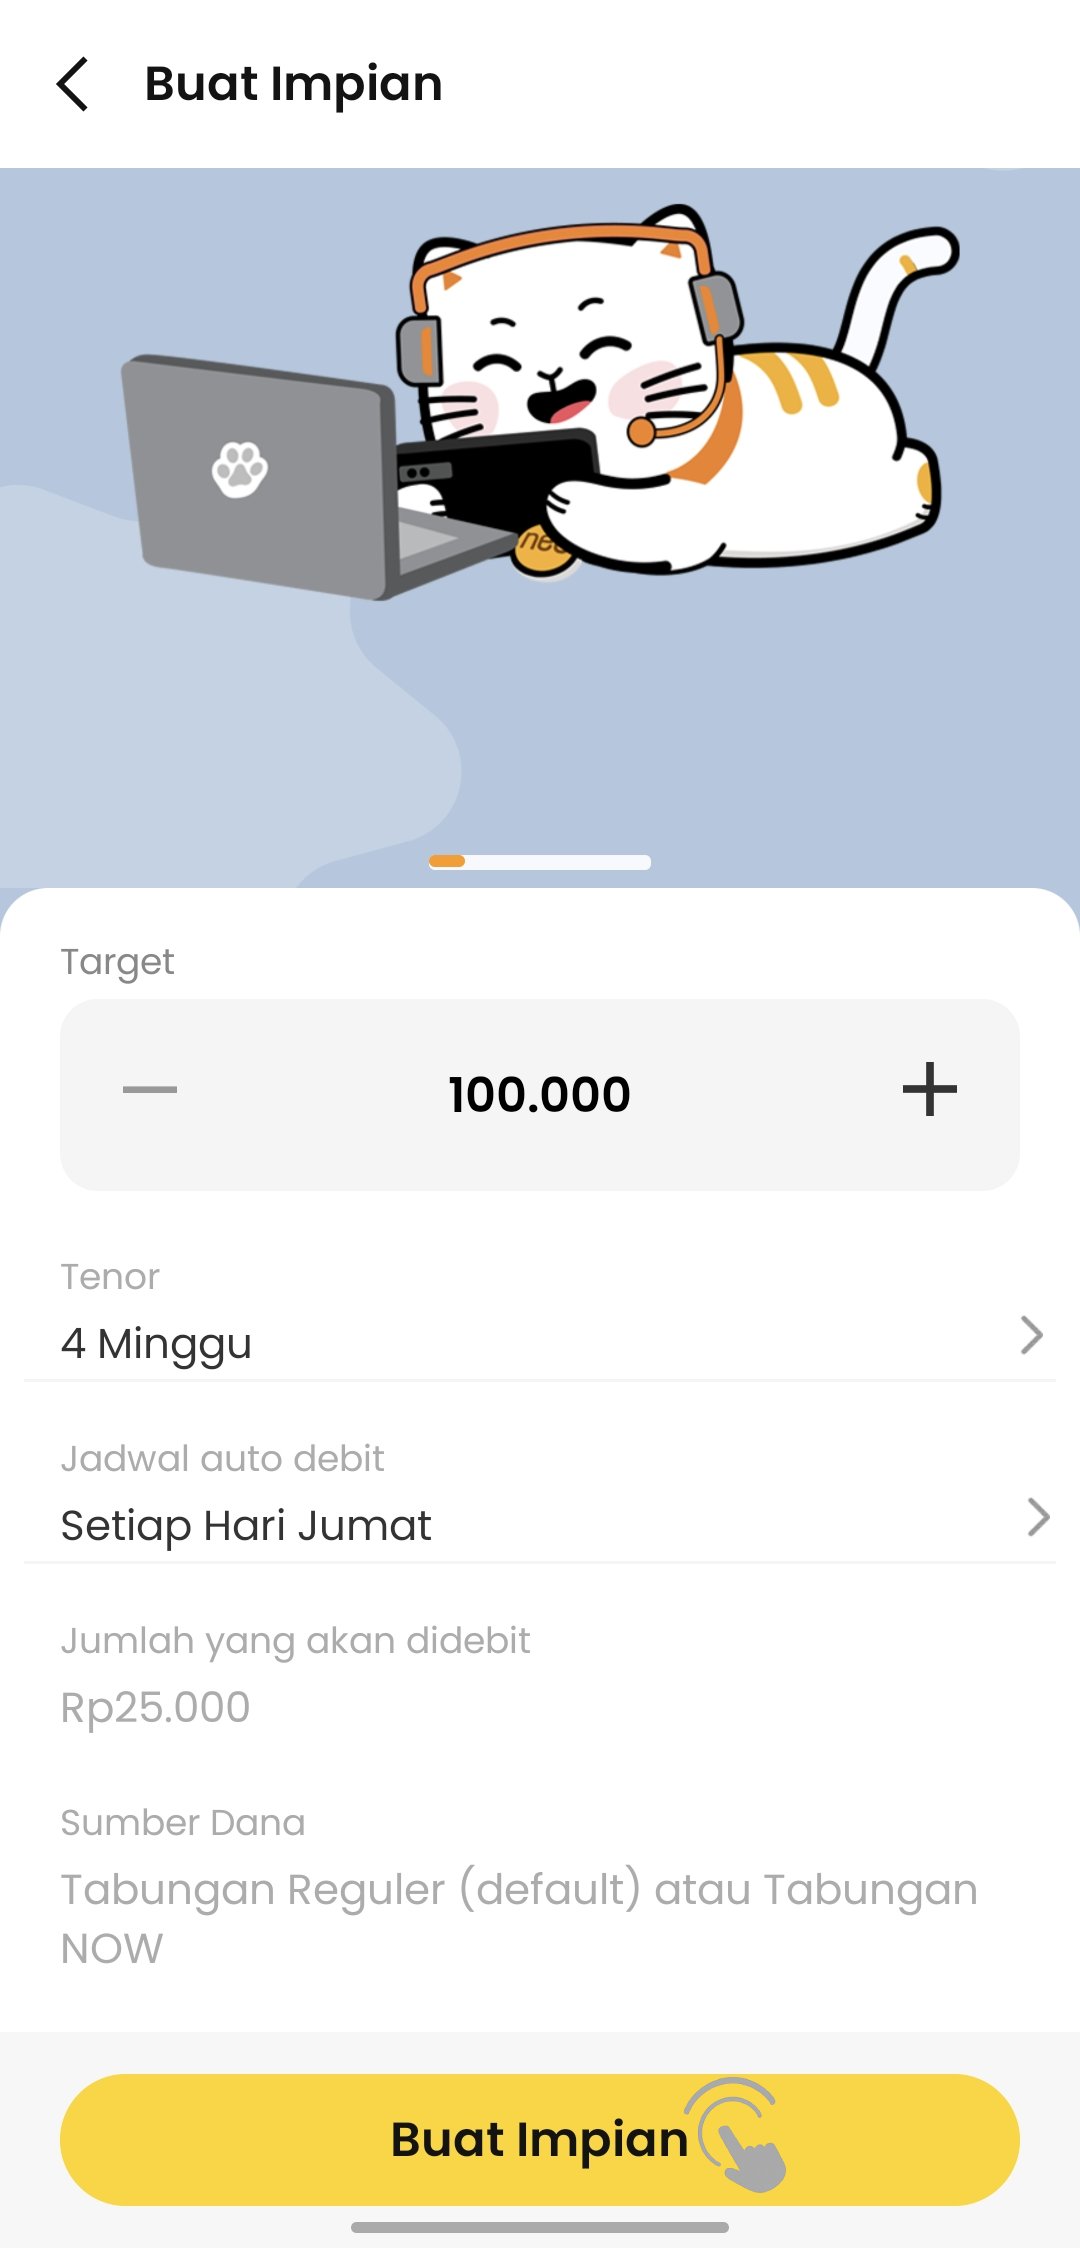 Buat Impian
Target
100.000
Tenor
4 Minggu
Jadwal auto debit
Setiap Hari Jumat
Jumlah yang akan didebit
Rp25.000
Sumber Dana
Tabungan Reguler (default) atau Tabungan
NOW
Buat Impian